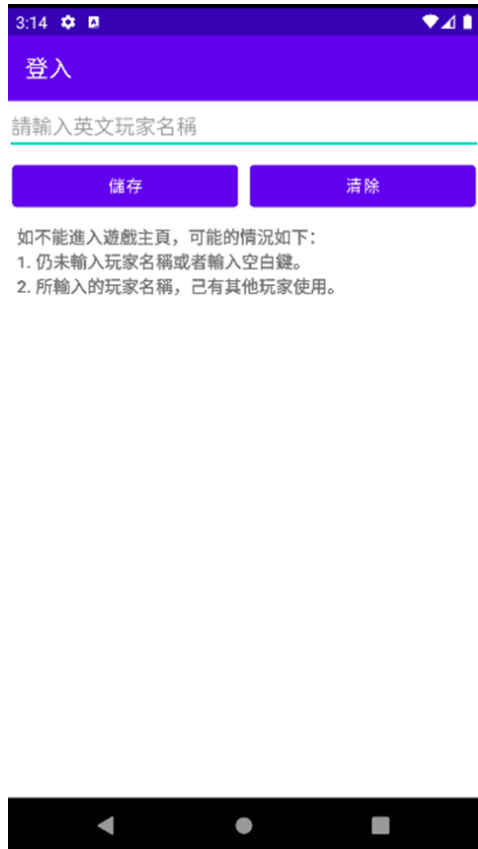 3:14
登入
請輸入英文玩家名稱
儲存
清除
如不能進入遊戲主頁，可能的情況如下：
1. 仍未輸入玩家名稱或者輸入空白鍵。
2. 所輸入的玩家名稱，己有其他玩家使用。